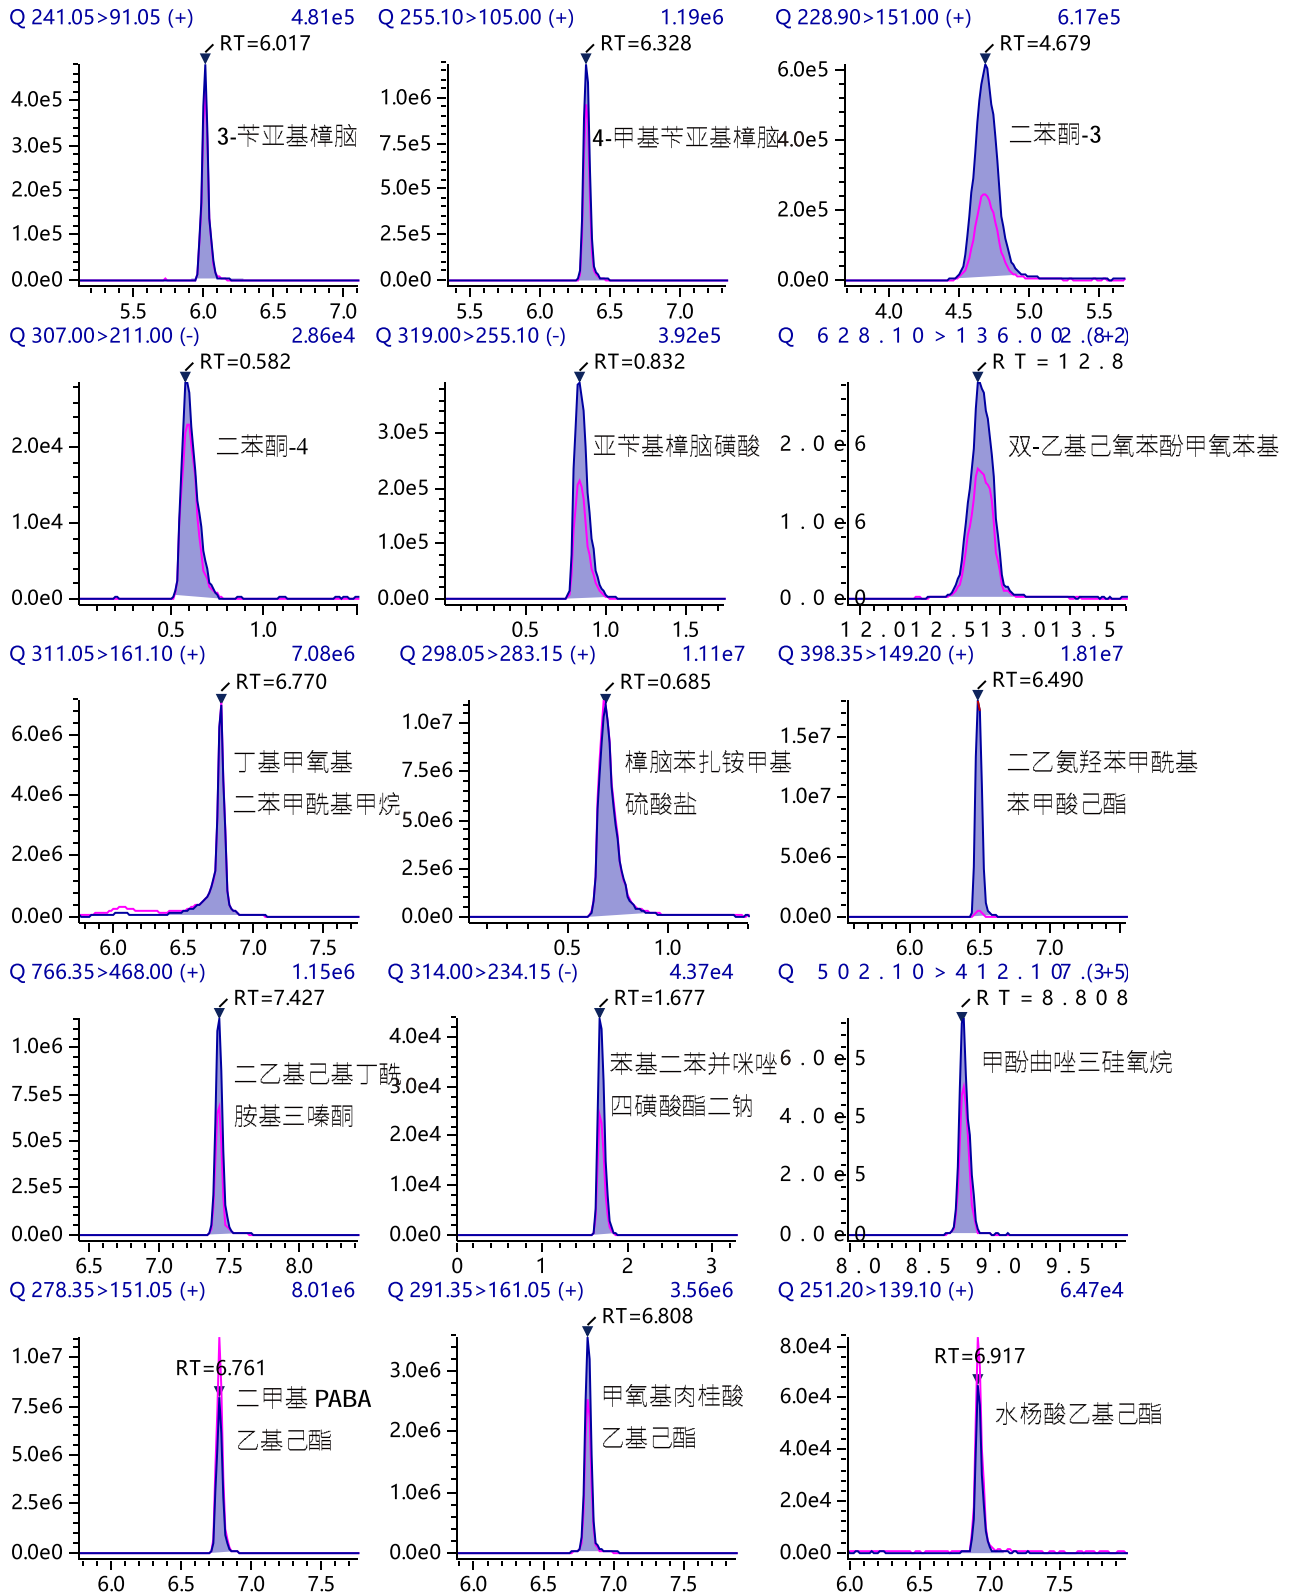 Q 241.05>91.05 (+) 4.81e5
RT=6.017
3-苄亚基樟脑
4.0e5
3.0e5
2.0e5
1.0e5
0.0e0
5.5 6.0 6.5 7.0
Q 255.10>105.00 (+) 1.19e6
RT=6.328
4-甲基苄亚基樟脑
1.0e6
7.5e5
5.0e5
2.5e5
0.0e0
6.0 6.5 7.0
Q 228.90>151.00 (+) 6.17e5
RT=4.679
二苯酮-3
6.0e5
4.0e5
2.0e5
0.0e0
4.0 4.5 5.0 5.5
Q 307.00>211.00 (-) 2.86e4
RT=0.582
二苯酮-4
2.0e4
1.0e4
0.0e0
0.5 1.0
Q 319.00>255.10 (-) 3.92e5
RT=0.832
亚苄基樟脑磺酸
3.0e5
2.0e5
1.0e5
0.0e0
0.5 1.0 1.5
RT=12.8
双-乙基己氧苯酚甲氧苯基
2.0e6
1.0e6
0.0e0
12.0 12.5 13.0 13.5
Q 311.05>161.10 (+) 7.08e6
RT=6.770
丁基甲氧基
二苯甲酰基甲烷
6.0e6
4.0e6
2.0e6
0.0e0
6.0 6.5 7.0 7.5
Q 298.05>283.15 (+) 1.11e7
RT=0.685
樟脑苯扎铵甲基
硫酸盐
1.0e7
7.5e6
5.0e6
2.5e6
0.0e0
0.5 1.0
Q 398.35>149.20 (+) 1.81e7
RT=6.490
二乙氨羟苯甲酰基
苯甲酸己酯
1.5e7
1.0e7
5.0e6
0.0e0
6.0 6.5 7.0
Q 766.35>468.00 (+) 1.15e6
RT=7.427
二乙基己基丁酰
胺基三嗪酮
1.0e6
7.5e5
5.0e5
2.5e5
0.0e0
6.5 7.0 7.5 8.0
Q 314.00>234.15 (-) 4.37e4
RT=1.677
苯基二苯并咪唑
四磺酸酯二钠
4.0e4
3.0e4
2.0e4
1.0e4
0.0e0
0 1 2 3
RT=8.808
甲酚曲唑三硅氧烷
6.0e5
4.0e5
2.0e5
0.0e0
8.0 8.5 9.0 9.5
Q 278.35>151.05 (+) 8.01e6
RT=6.761
二甲基 PABA
乙基己酯
1.0e7
7.5e6
5.0e6
2.5e6
0.0e0
6.0 6.5 7.0 7.5
Q 291.35>161.05 (+) 3.56e6
RT=6.808
甲氧基肉桂酸
乙基己酯
3.0e6
2.0e6
1.0e6
0.0e0
6.0 6.5 7.0 7.5
Q 251.20>139.10 (+) 6.47e4
RT=6.917
水杨酸乙基己酯
8.0e4
6.0e4
4.0e4
2.0e4
0.0e0
6.0 6.5 7.0 7.5